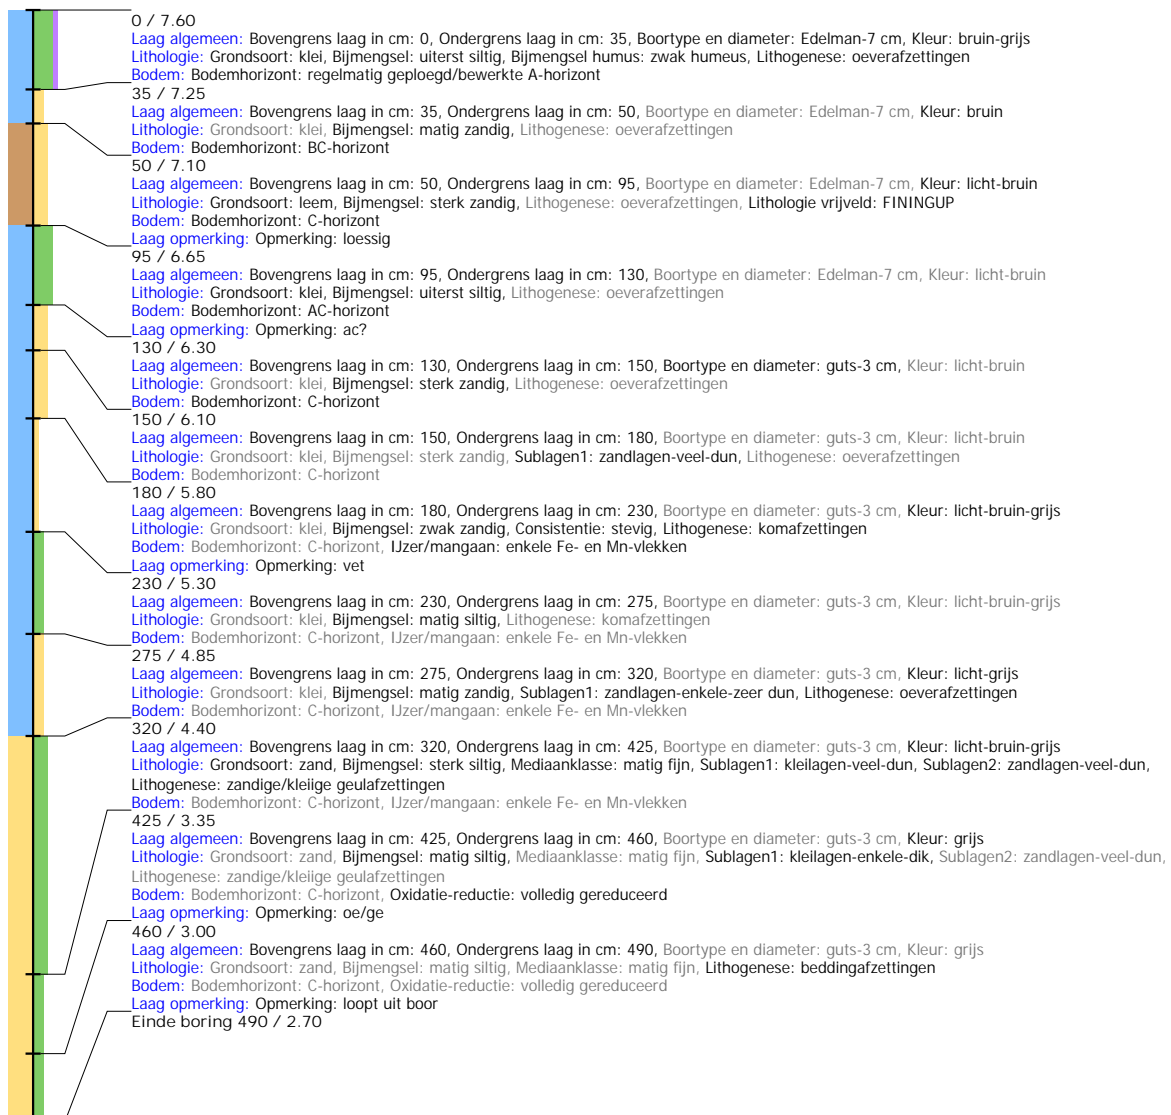 0 / 7.60
Laag algemeen: Bovengrens laag in cm: 0, Ondergrens laag in cm: 35, Boortype en diameter: Edelman-7 cm, Kleur: bruin-grijs
Lithologie: Grondsoort: klei, Bijmengsel: uiterst siltig, Bijmengsel humus: zwak humeus, Lithogenese: oeverafzettingen
Bodem: Bodemhorizont: regelmatig geploegd/bewerkte A-horizont
35 / 7.25
Laag algemeen: Bovengrens laag in cm: 35, Ondergrens laag in cm: 50, Boortype en diameter: Edelman-7 cm, Kleur: bruin
Lithologie: Grondsoort: klei, Bijmengsel: matig zandig, Lithogenese: oeverafzettingen
Bodem: Bodemhorizont: BC-horizont
50 / 7.10
Laag algemeen: Bovengrens laag in cm: 50, Ondergrens laag in cm: 95, Boortype en diameter: Edelman-7 cm, Kleur: licht-bruin
Lithologie: Grondsoort: leem, Bijmengsel: sterk zandig, Lithogenese: oeverafzettingen, Lithologie vrijveld: FININGUP
Bodem: Bodemhorizont: C-horizont
Laag opmerking: Opmerking: loessig
95 / 6.65
Laag algemeen: Bovengrens laag in cm: 95, Ondergrens laag in cm: 130, Boortype en diameter: Edelman-7 cm, Kleur: licht-bruin
Lithologie: Grondsoort: klei, Bijmengsel: uiterst siltig, Lithogenese: oeverafzettingen
Bodem: Bodemhorizont: AC-horizont
Laag opmerking: Opmerking: ac?
130 / 6.30
Laag algemeen: Bovengrens laag in cm: 130, Ondergrens laag in cm: 150, Boortype en diameter: guts-3 cm, Kleur: licht-bruin
Lithologie: Grondsoort: klei, Bijmengsel: sterk zandig, Lithogenese: oeverafzettingen
Bodem: Bodemhorizont: C-horizont
150 / 6.10
Laag algemeen: Bovengrens laag in cm: 150, Ondergrens laag in cm: 180, Boortype en diameter: guts-3 cm, Kleur: licht-bruin
Lithologie: Grondsoort: klei, Bijmengsel: sterk zandig, Sublagen1: zandlagen-veel-dun, Lithogenese: oeverafzettingen
Bodem: Bodemhorizont: C-horizont
180 / 5.80
Laag algemeen: Bovengrens laag in cm: 180, Ondergrens laag in cm: 230, Boortype en diameter: guts-3 cm, Kleur: licht-bruin-grijs
Lithologie: Grondsoort: klei, Bijmengsel: zwak zandig, Consistentie: stevig, Lithogenese: komafzettingen
Bodem: Bodemhorizont: C-horizont, IJzer/mangaan: enkele Fe- en Mn-vlekken
Laag opmerking: Opmerking: vet
230 / 5.30
Laag algemeen: Bovengrens laag in cm: 230, Ondergrens laag in cm: 275, Boortype en diameter: guts-3 cm, Kleur: licht-bruin-grijs
Lithologie: Grondsoort: klei, Bijmengsel: matig siltig, Lithogenese: komafzettingen
Bodem: Bodemhorizont: C-horizont, IJzer/mangaan: enkele Fe- en Mn-vlekken
275 / 4.85
Laag algemeen: Bovengrens laag in cm: 275, Ondergrens laag in cm: 320, Boortype en diameter: guts-3 cm, Kleur: licht-grijs
Lithologie: Grondsoort: klei, Bijmengsel: matig zandig, Sublagen1: zandlagen-enkele-zeer dun, Lithogenese: oeverafzettingen
Bodem: Bodemhorizont: C-horizont, IJzer/mangaan: enkele Fe- en Mn-vlekken
320 / 4.40
Laag algemeen: Bovengrens laag in cm: 320, Ondergrens laag in cm: 425, Boortype en diameter: guts-3 cm, Kleur: licht-bruin-grijs
Lithologie: Grondsoort: zand, Bijmengsel: sterk siltig, Mediaanklasse: matig fijn, Sublagen1: kleilagen-veel-dun, Sublagen2: zandlagen-veel-dun,
Lithogenese: zandige/kleiige geulafzettingen
Bodem: Bodemhorizont: C-horizont, IJzer/mangaan: enkele Fe- en Mn-vlekken
425 / 3.35
Laag algemeen: Bovengrens laag in cm: 425, Ondergrens laag in cm: 460, Boortype en diameter: guts-3 cm, Kleur: grijs
Lithologie: Grondsoort: zand, Bijmengsel: matig siltig, Mediaanklasse: matig fijn, Sublagen1: kleilagen-enkele-dik, Sublagen2: zandlagen-veel-dun,
Lithogenese: zandige/kleiige geulafzettingen
Bodem: Bodemhorizont: C-horizont, Oxidatie-reductie: volledig gereduceerd
Laag opmerking: Opmerking: oe/ge
460 / 3.00
Laag algemeen: Bovengrens laag in cm: 460, Ondergrens laag in cm: 490, Boortype en diameter: guts-3 cm, Kleur: grijs
Lithologie: Grondsoort: zand, Bijmengsel: matig siltig, Mediaanklasse: matig fijn, Lithogenese: beddingafzettingen
Bodem: Bodemhorizont: C-horizont, Oxidatie-reductie: volledig gereduceerd
Laag opmerking: Opmerking: loopt uit boor
Einde boring 490 / 2.70